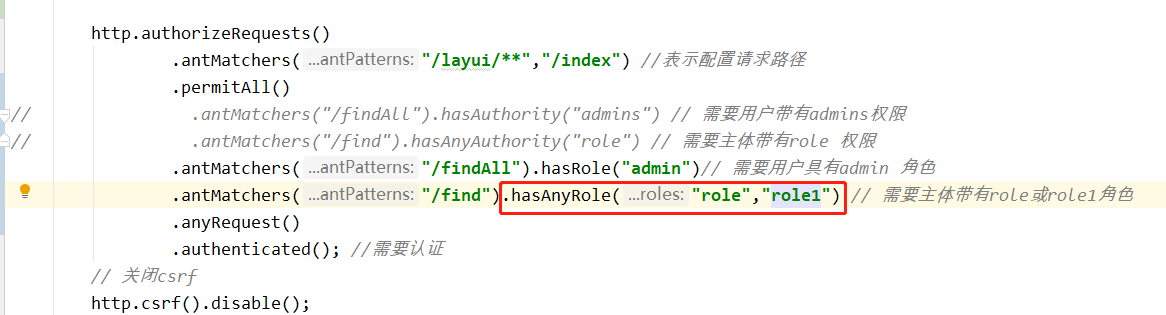 http.authorizeRequests()
.antMatchers( ...antPatterns: "/layui/**","/index") //表示配置请求路径
.permitAll()
// .antMatchers("/findAll").hasAuthority("admins") // 需要用户带有admins权限
// .antMatchers("/find").hasAnyAuthority("role") // 需要主体带有role 权限
.antMatchers( ...antPatterns: "/findAll").hasRole("admin")// 需要用户具有admin 角色
.antMatchers( ...antPatterns: "/find").hasAnyRole( ...roles: "role","role1") // 需要主体带有role或role1角色
.anyRequest()
.authenticated(); //需要认证
// 关闭csrf
http.csrf().disable();